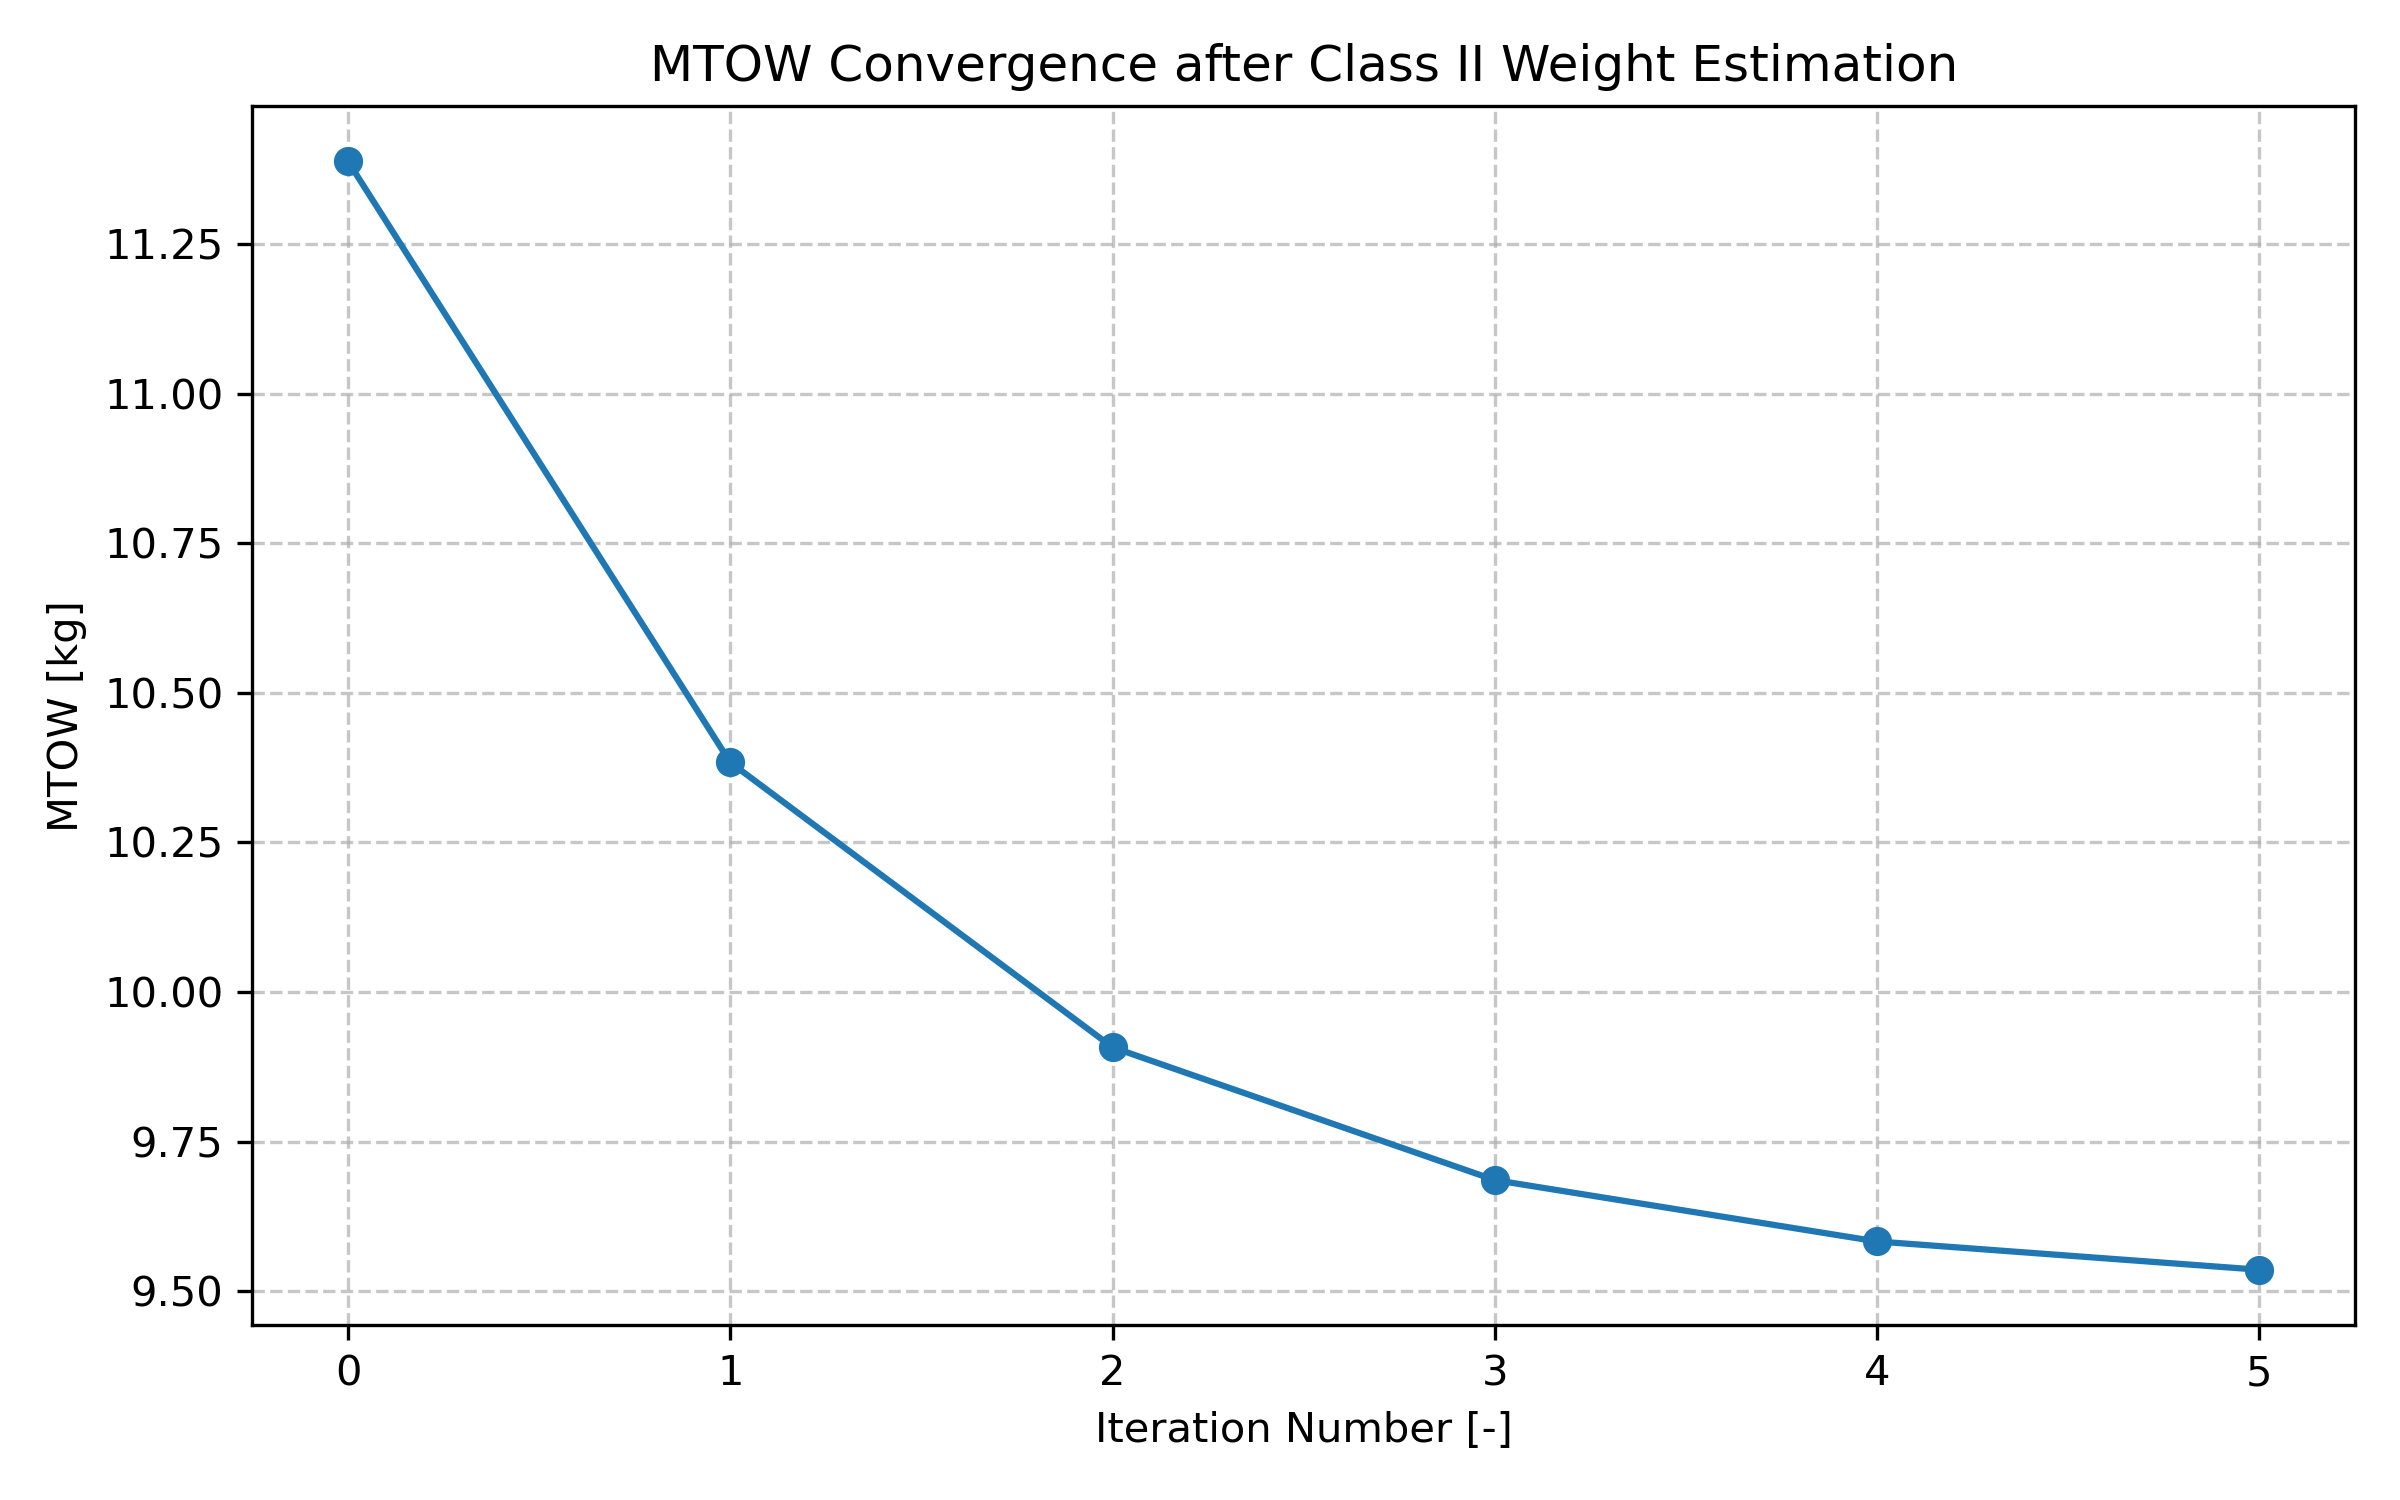 MTOW Convergence after Class II Weight Estimation
MTOW [kg]
11.25
11.00
10.75
10.50
10.25
10.00
9.75
9.50
0 1 2 3 4 5
Iteration Number [-]